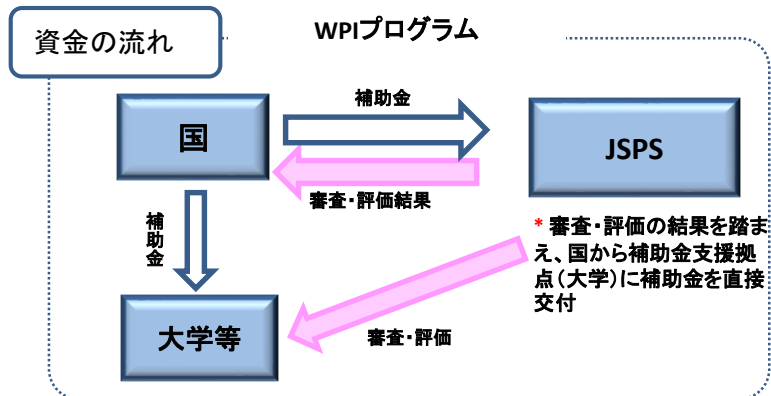 資金の流れ
WPIプログラム
補助金
国
JSPS
審査・評価結果
補助金
* 審査・評価の結果を踏ま
え、国から補助金支援拠
点(大学)に補助金を直接
交付
大学等
審査・評価